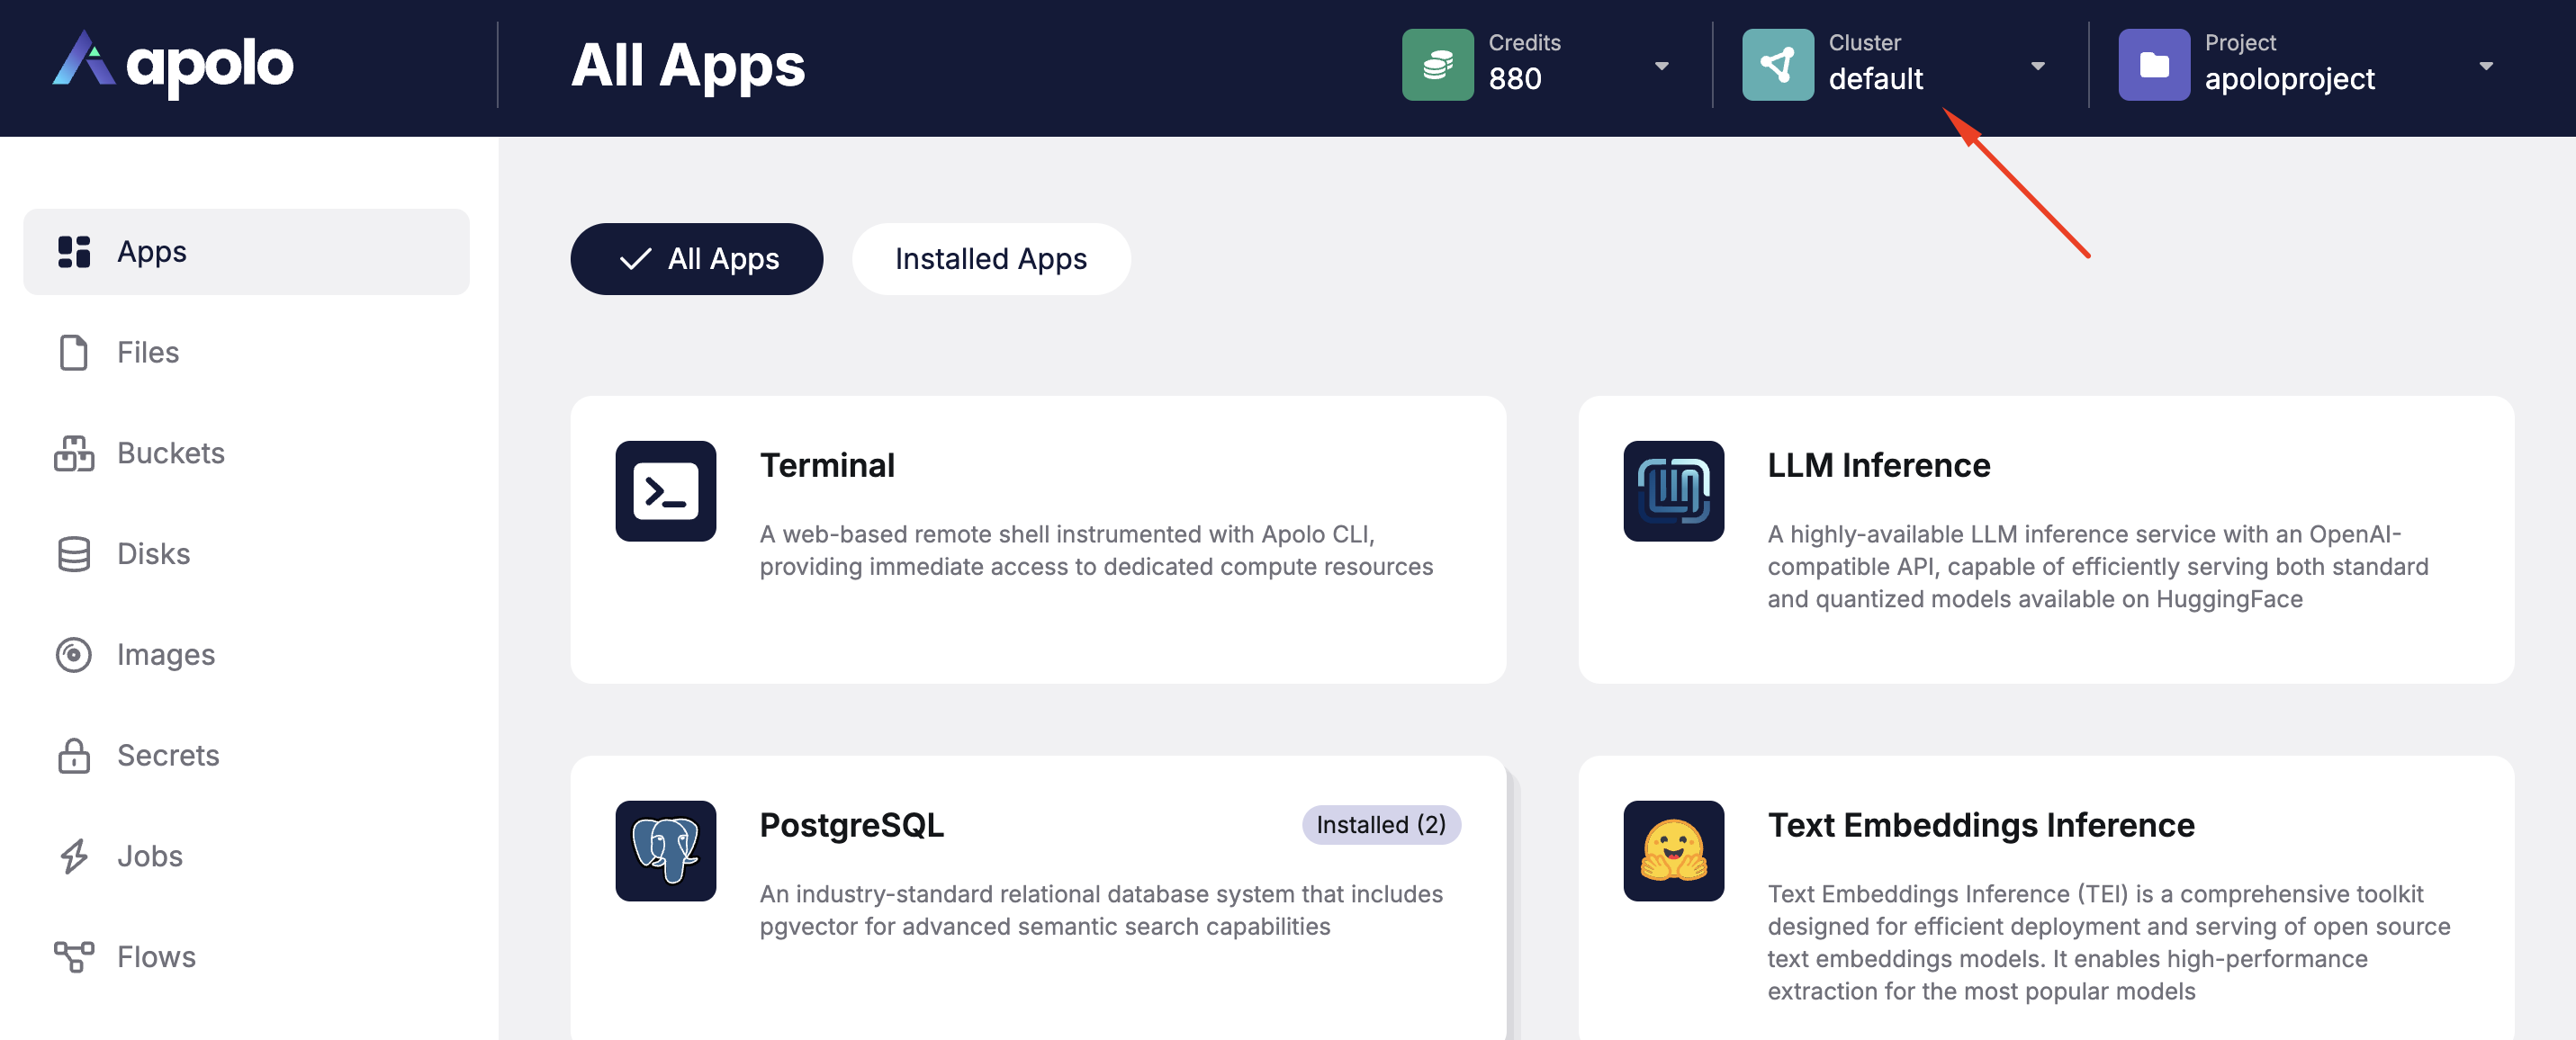 apolo
All Apps
Credits
880
Cluster
default
Project
apoloproject
Apps
Files
Buckets
Disks
Images
Secrets
Jobs
Flows
All Apps
Installed Apps
Terminal
A web-based remote shell instrumented with Apolo CLI,
providing immediate access to dedicated compute resources
LLM Inference
A highly-available LLM inference service with an OpenAI-
compatible API, capable of efficiently serving both standard
and quantized models available on HuggingFace
PostgreSQL
Installed (2)
An industry-standard relational database system that includes
pgvector for advanced semantic search capabilities
Text Embeddings Inference
Text Embeddings Inference (TEI) is a comprehensive toolkit
designed for efficient deployment and serving of open source
text embeddings models. It enables high-performance
extraction for the most popular models